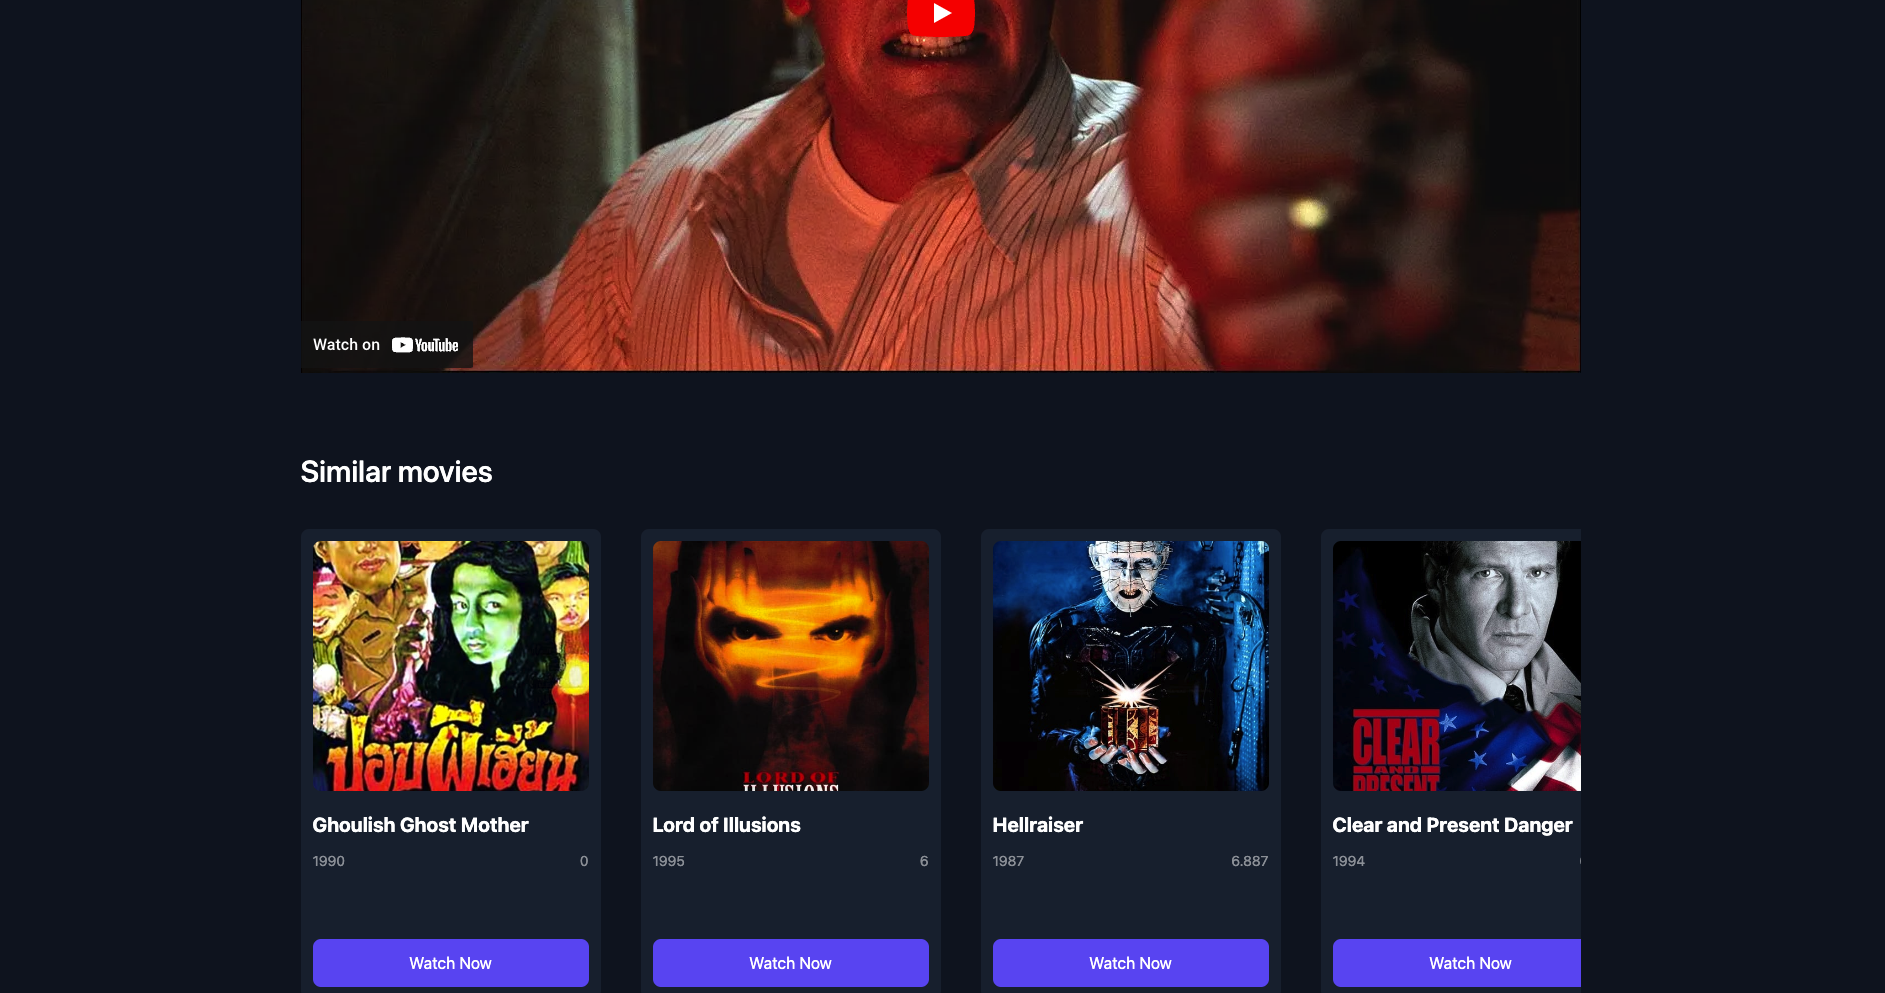 Watch on YouTube
Similar movies
ปอบผีเฮี้ยน
LORD OF
ILLUSIONS
CLEAR
AND
PRESENT
Ghoulish Ghost Mother
1990 0
Watch Now
Lord of Illusions
1995 6
Watch Now
Hellraiser
1987 6.887
Watch Now
Clear and Present Danger
1994
Watch Now